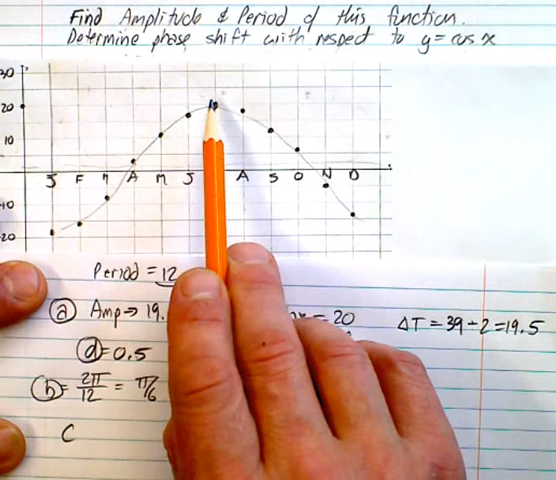 Find Amplitude & Period of this function.
Determine phase shift with respect to y = cos x
30
20
10
10
20
J F M A M J A S O N D
Period = 12
(a) Amp → 19.
= 20
ΔT = 39 ÷ 2 = 19.5
(d) = 0.5
(b) = 2π/12 = π/6
C